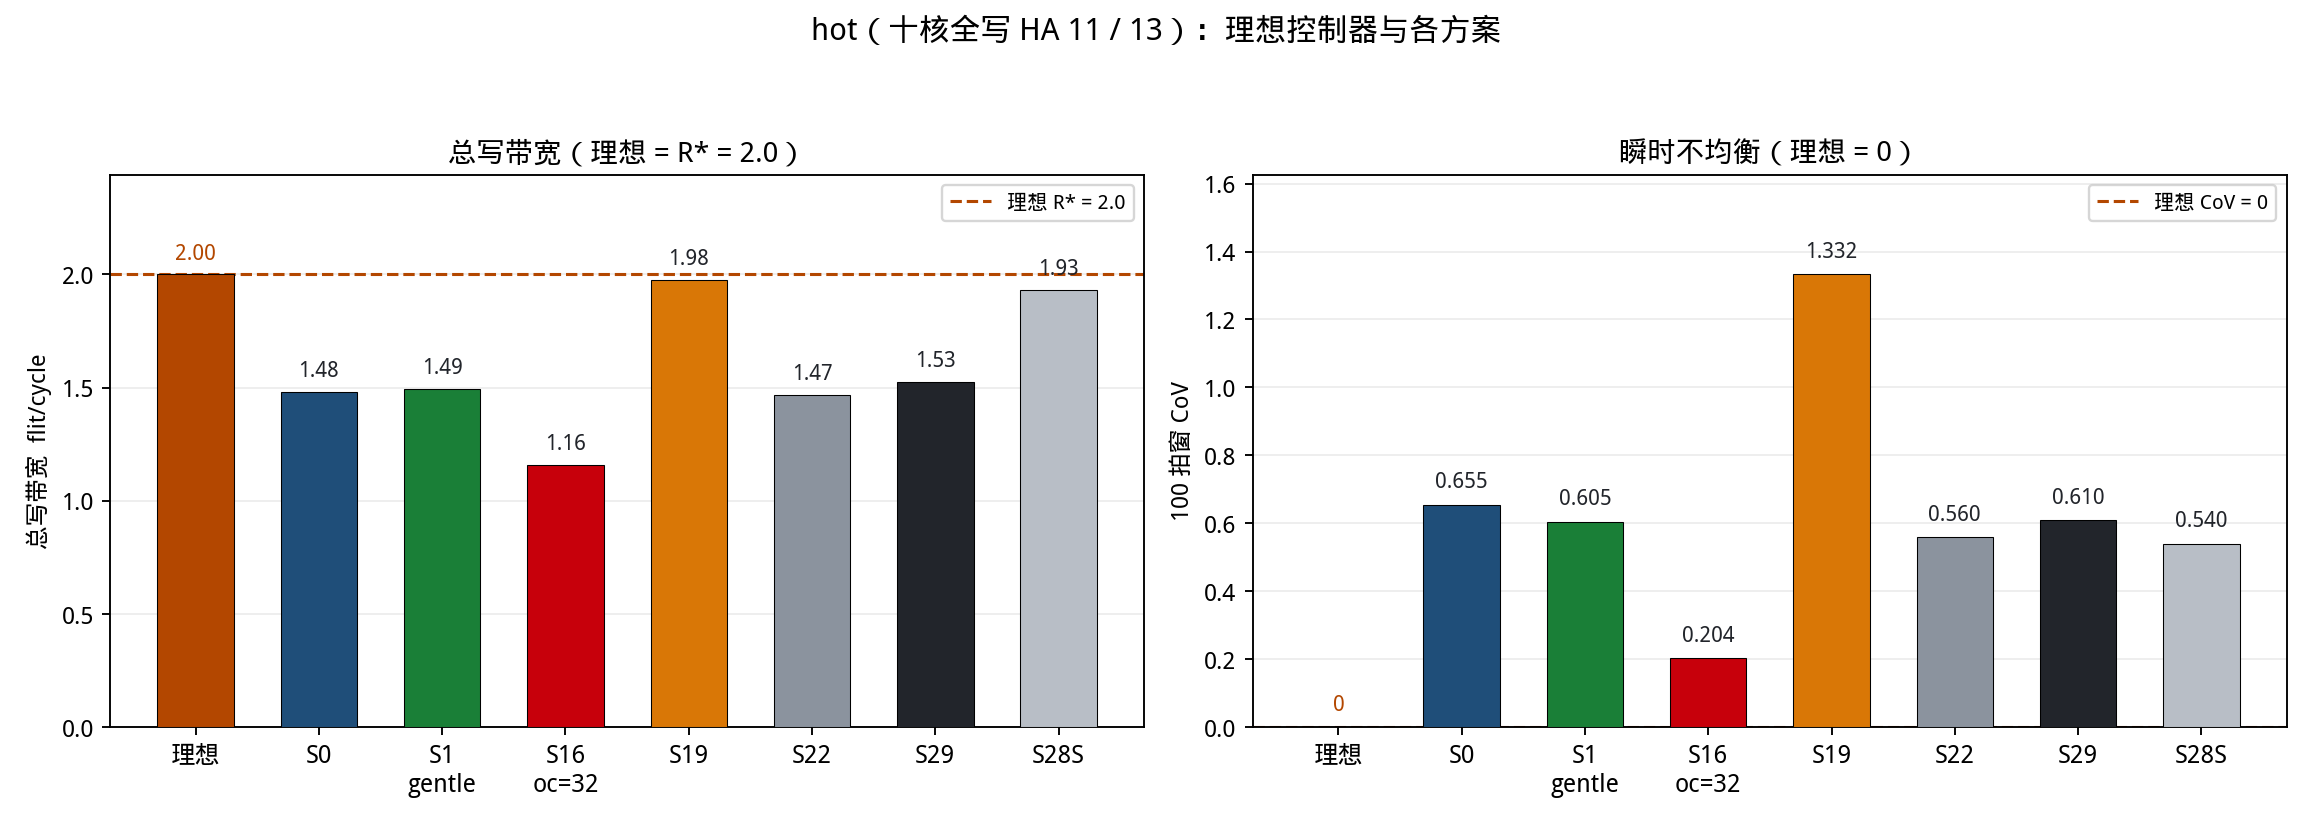 hot（十核全写 HA 11 / 13）：理想控制器与各方案
总写带宽（理想 = R* = 2.0）
理想 R* = 2.0
总写带宽 flit/cycle
2.0
1.5
1.0
0.5
0.0
2.00
1.48
1.49
1.16
1.98
1.47
1.53
1.93
理想
S0
S1
gentle
S16
oc=32
S19
S22
S29
S28S
瞬时不均衡（理想 = 0）
理想 CoV = 0
100 拍窗 CoV
1.6
1.4
1.2
1.0
0.8
0.6
0.4
0.2
0.0
0
0.655
0.605
0.204
1.332
0.560
0.610
0.540
理想
S0
S1
gentle
S16
oc=32
S19
S22
S29
S28S